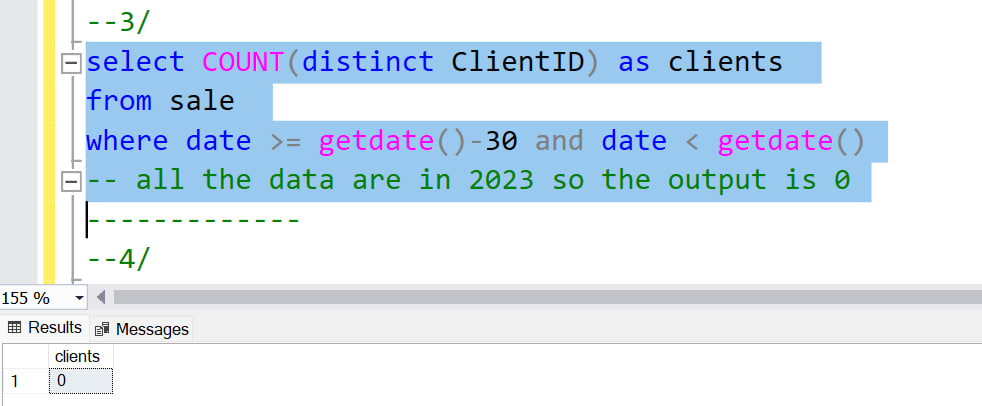 --3/
select COUNT(distinct ClientID) as clients
from sale
where date >= getdate()-30 and date < getdate()
-- all the data are in 2023 so the output is 0
-------------
--4/
155 %
Results Messages
clients
1 0